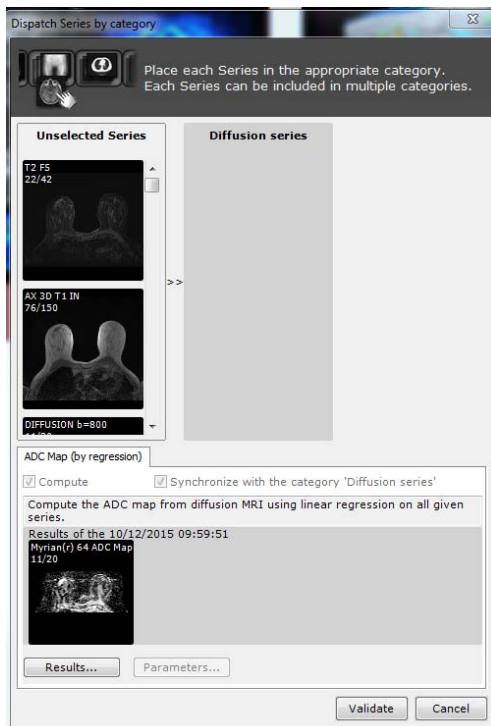 Dispatch Series by category
Place each Series in the appropriate category.
Each Series can be included in multiple categories.
Unselected Series
Diffusion series
T2 FS
22/42
>>
AX 3D T1 IN
76/150
DIFFUSION b=800
11/20
ADC Map (by regression)
Compute
Synchronize with the category 'Diffusion series'
Compute the ADC map from diffusion MRI using linear regression on all given
series.
Results of the 10/12/2015 09:59:51
Myrian(r) 64 ADC Map
11/20
Results...
Parameters...
Validate
Cancel